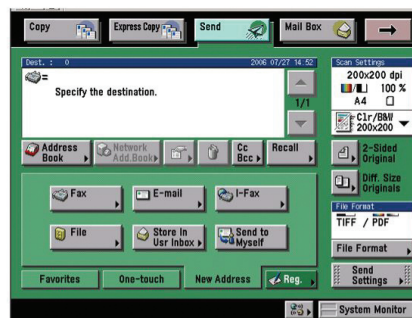 Copy
Express Copy
Send
Mail Box
Dest. : 0
2006 07/27 14:52
Specify the destination.
1/1
Address Book
Network Add.Book
Cc Bcc
Recall
Fax
E-mail
I-Fax
File
Store In Usr Inbox
Send to Myself
Favorites
One-touch
New Address
Reg.
Scan Settings
200x200 dpi
100 %
A4
Clr/B&W
200x200
2-Sided Original
Diff. Size Originals
File Format
TIFF / PDF
File Format
Send Settings
System Monitor